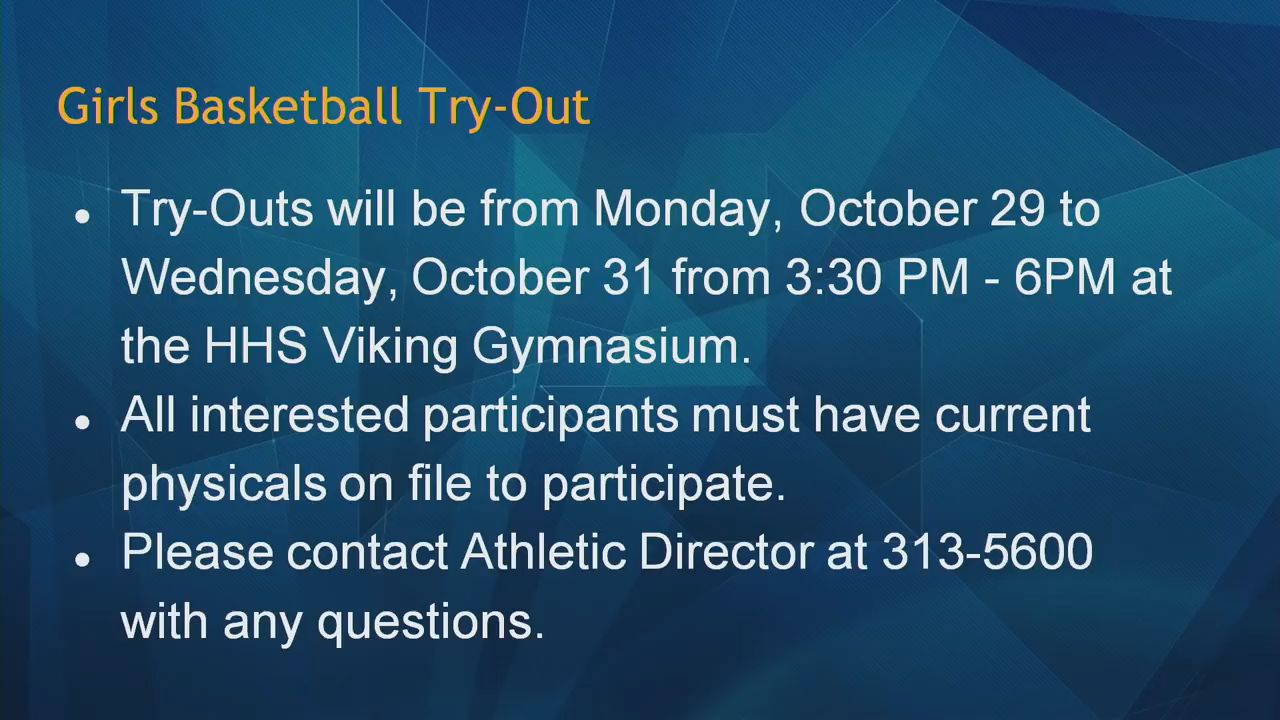 Girls Basketball Try-Out
• Try-Outs will be from Monday, October 29 to
Wednesday, October 31 from 3:30 PM - 6PM at
the HHS Viking Gymnasium.
• All interested participants must have current
physicals on file to participate.
• Please contact Athletic Director at 313-5600
with any questions.